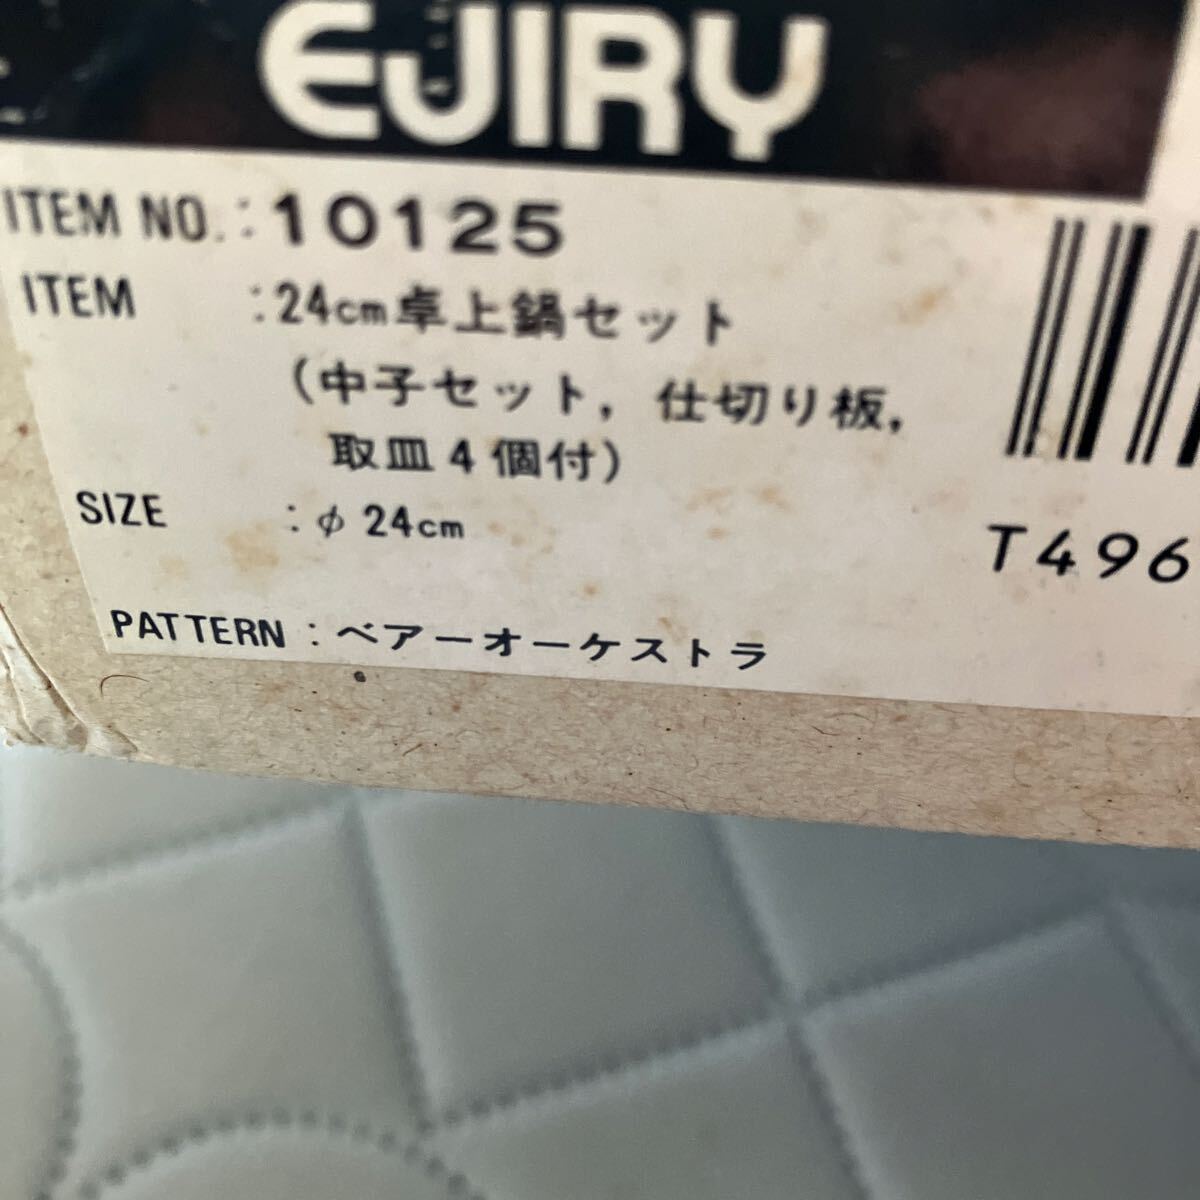 EJIRY
ITEM NO.:10125
ITEM :24cm卓上鍋セット
(中子セット, 仕切り板,
取皿4個付)
SIZE :φ24cm
T496
PATTERN:ベアーオーケストラ